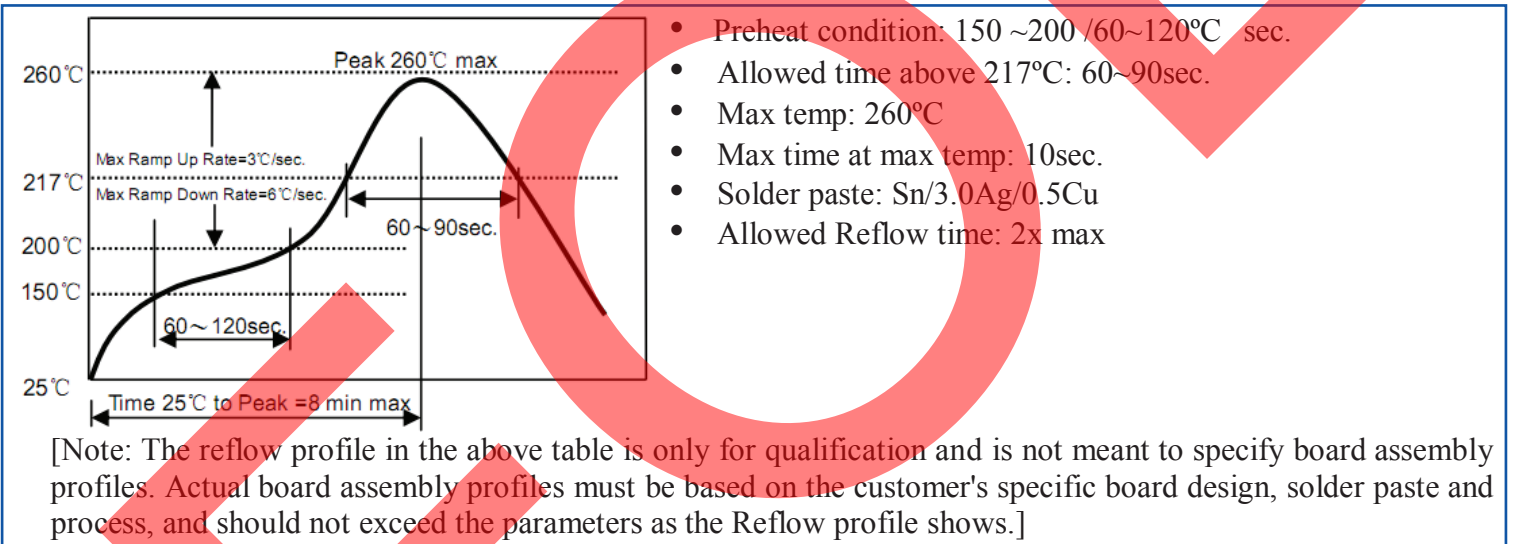 Peak 260℃ max
260℃
Max Ramp Up Rate=3℃/sec.
217℃
Max Ramp Down Rate=6℃/sec.
60～90sec.
200℃
150℃
60～120sec.
25℃
Time 25℃ to Peak =8 min max
• Preheat condition: 150 ~200 /60~120ºC sec.
• Allowed time above 217ºC: 60~90sec.
• Max temp: 260ºC
• Max time at max temp: 10sec.
• Solder paste: Sn/3.0Ag/0.5Cu
• Allowed Reflow time: 2x max
[Note: The reflow profile in the above table is only for qualification and is not meant to specify board assembly
profiles. Actual board assembly profiles must be based on the customer's specific board design, solder paste and
process, and should not exceed the parameters as the Reflow profile shows.]